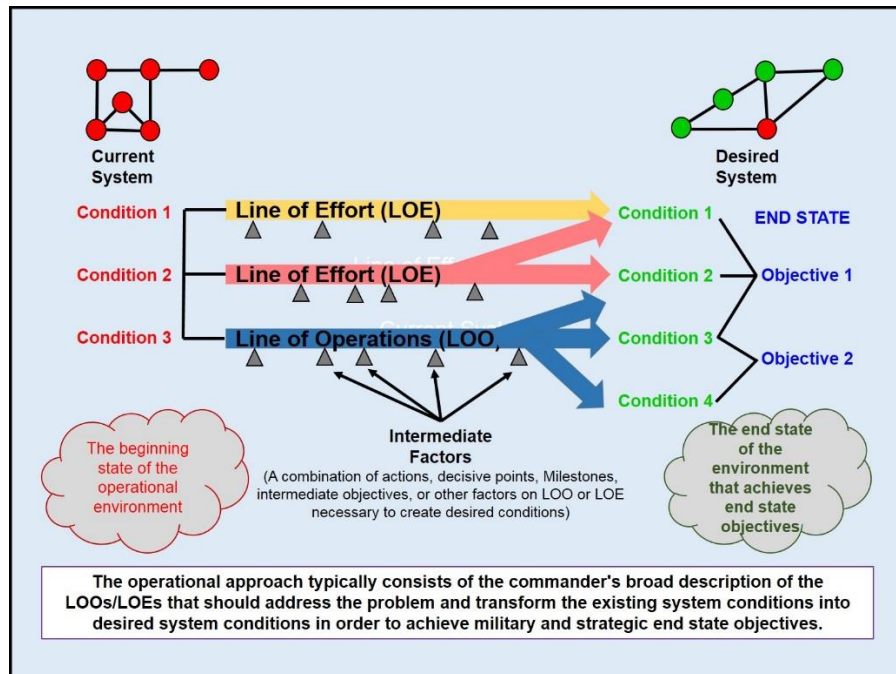 Current
System
Desired
System
Condition 1
Line of Effort (LOE)
Condition 1
END STATE
Condition 2
Line of Effort (LOE)
Condition 2
Objective 1
Condition 3
Line of Operations (LOO)
Condition 3
Objective 2
Condition 4
Intermediate
Factors
(A combination of actions, decisive points, Milestones,
intermediate objectives, or other factors on LOO or LOE
necessary to create desired conditions)
The beginning
state of the
operational
environment
The end state
of the
environment
that achieves
end state
objectives
The operational approach typically consists of the commander's broad description of the
LOOs/LOEs that should address the problem and transform the existing system conditions into
desired system conditions in order to achieve military and strategic end state objectives.